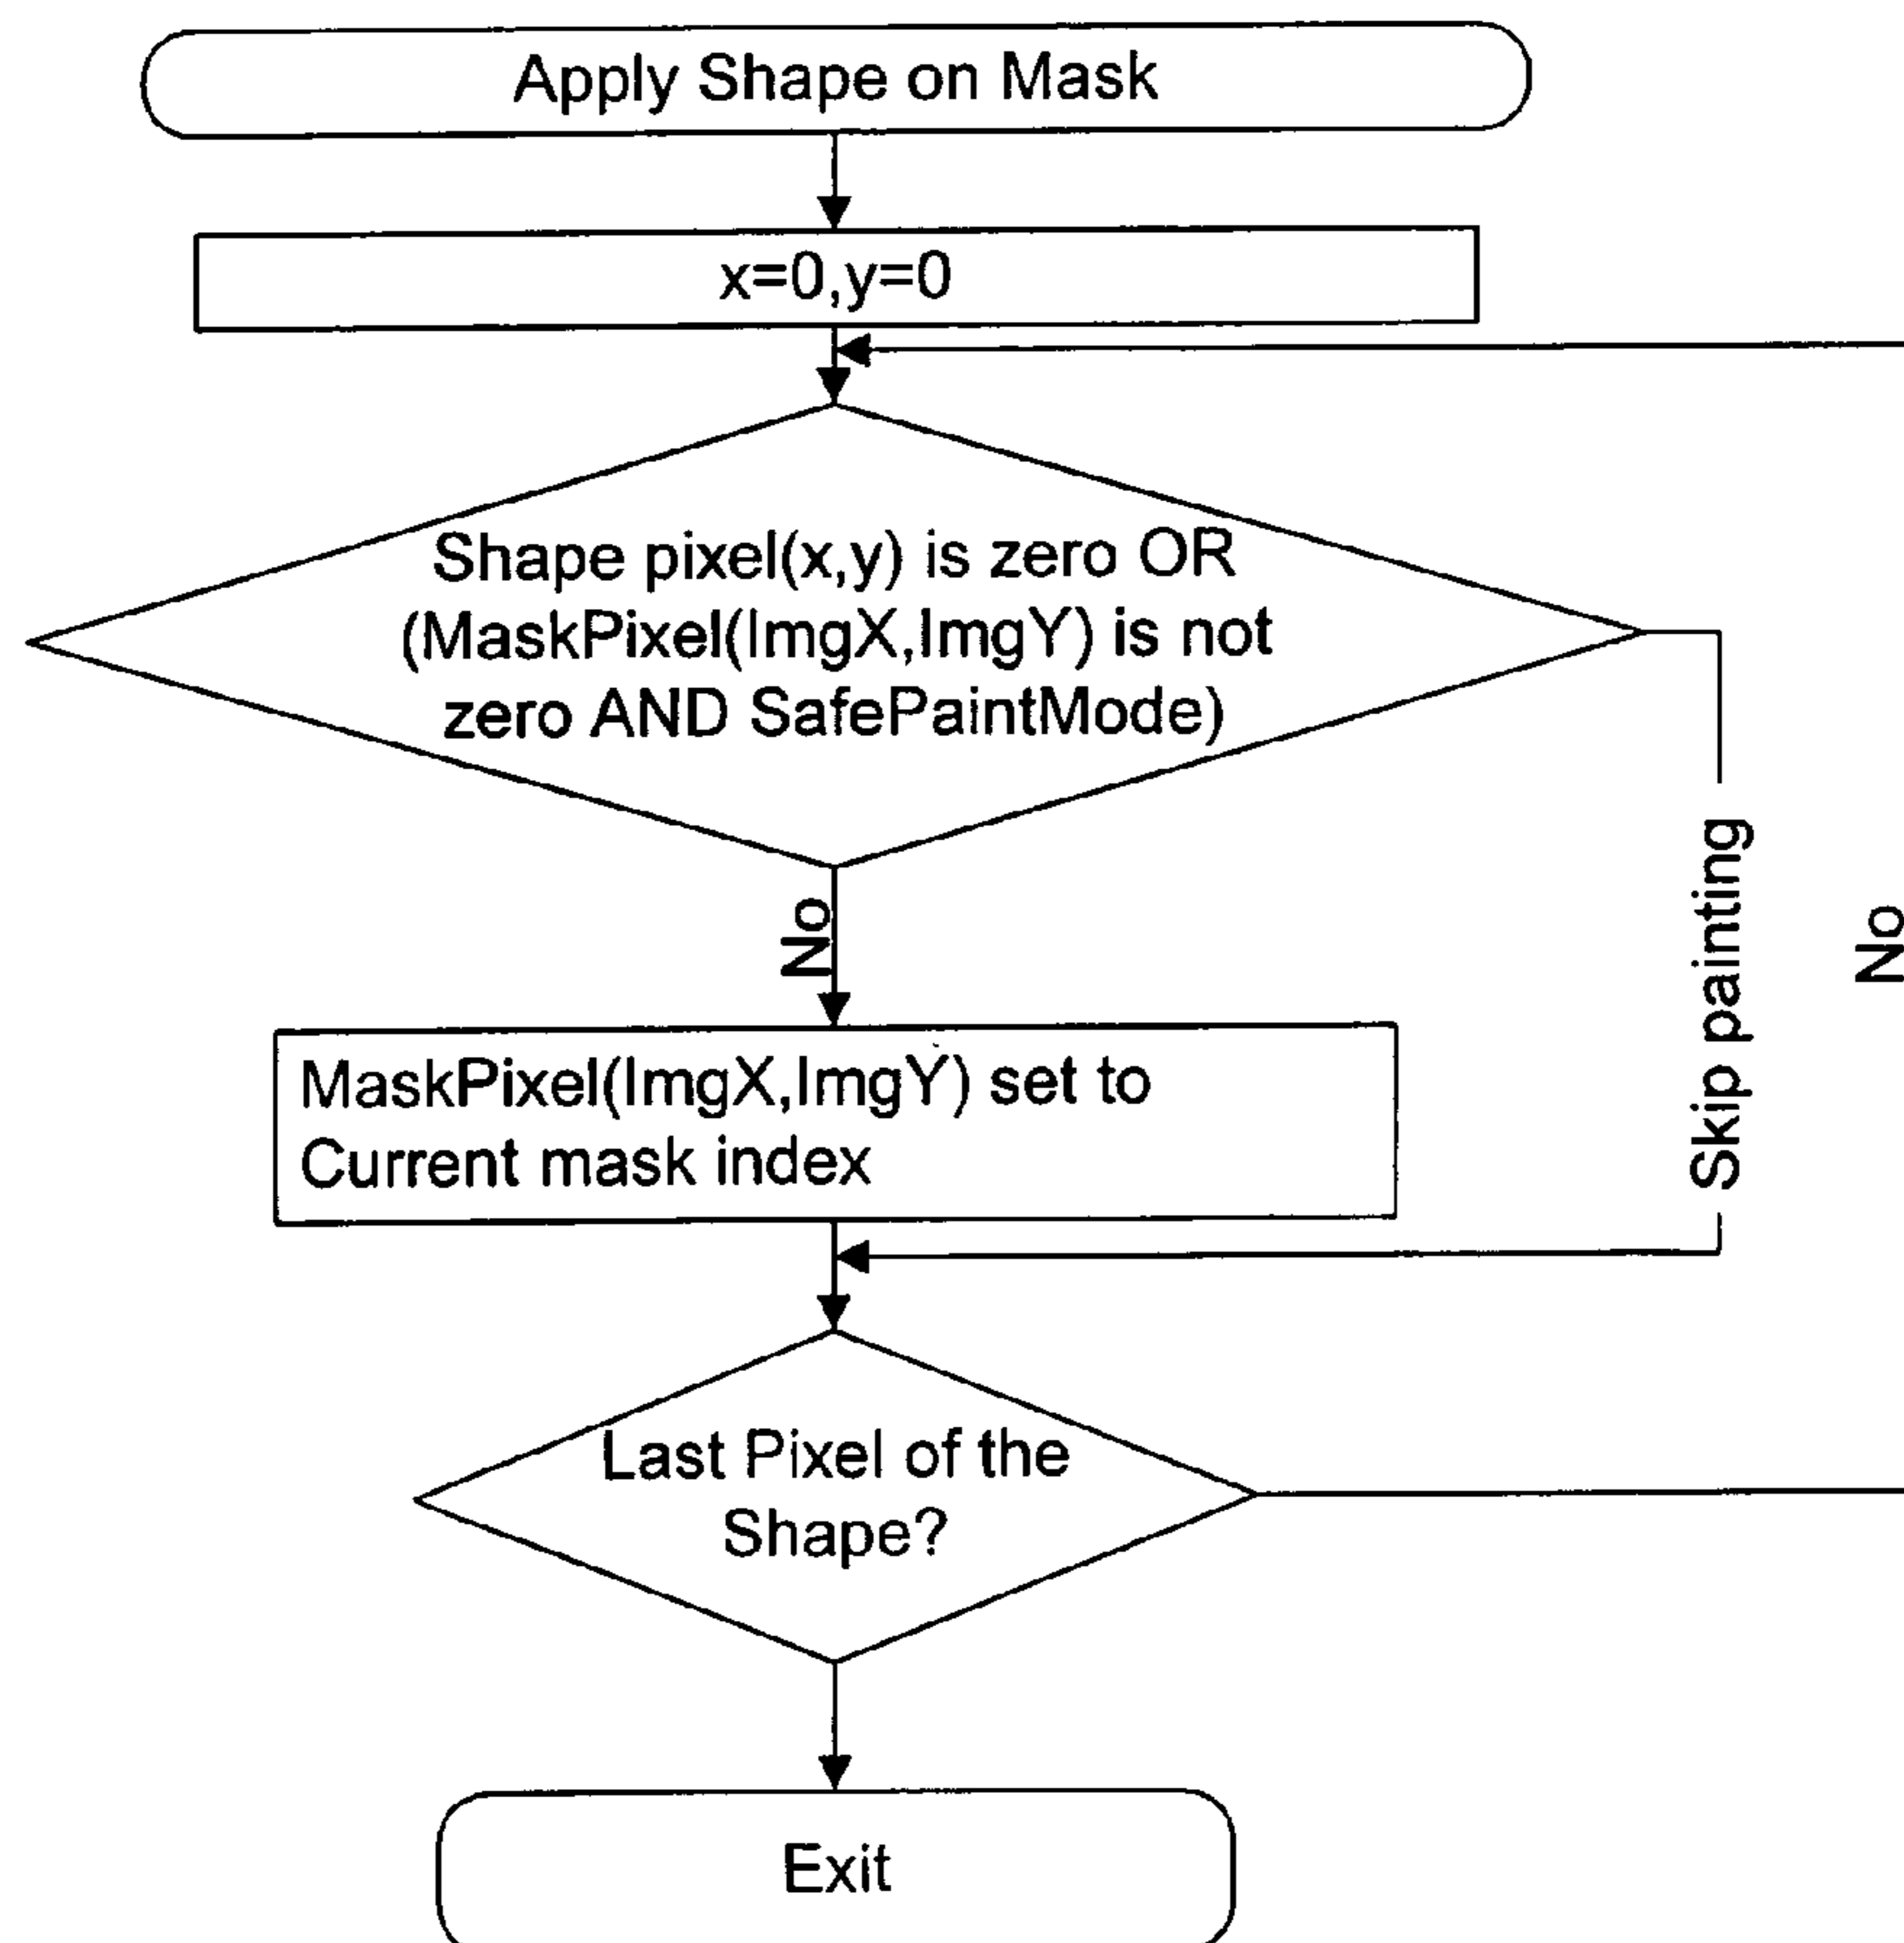 Apply Shape on Mask
x=0,y=0
Shape pixel(x,y) is zero OR
(MaskPixel(ImgX,ImgY) is not
zero AND SafePaintMode)
No
Skip painting
No
MaskPixel(ImgX,ImgY) set to
Current mask index
Last Pixel of the
Shape?
Exit